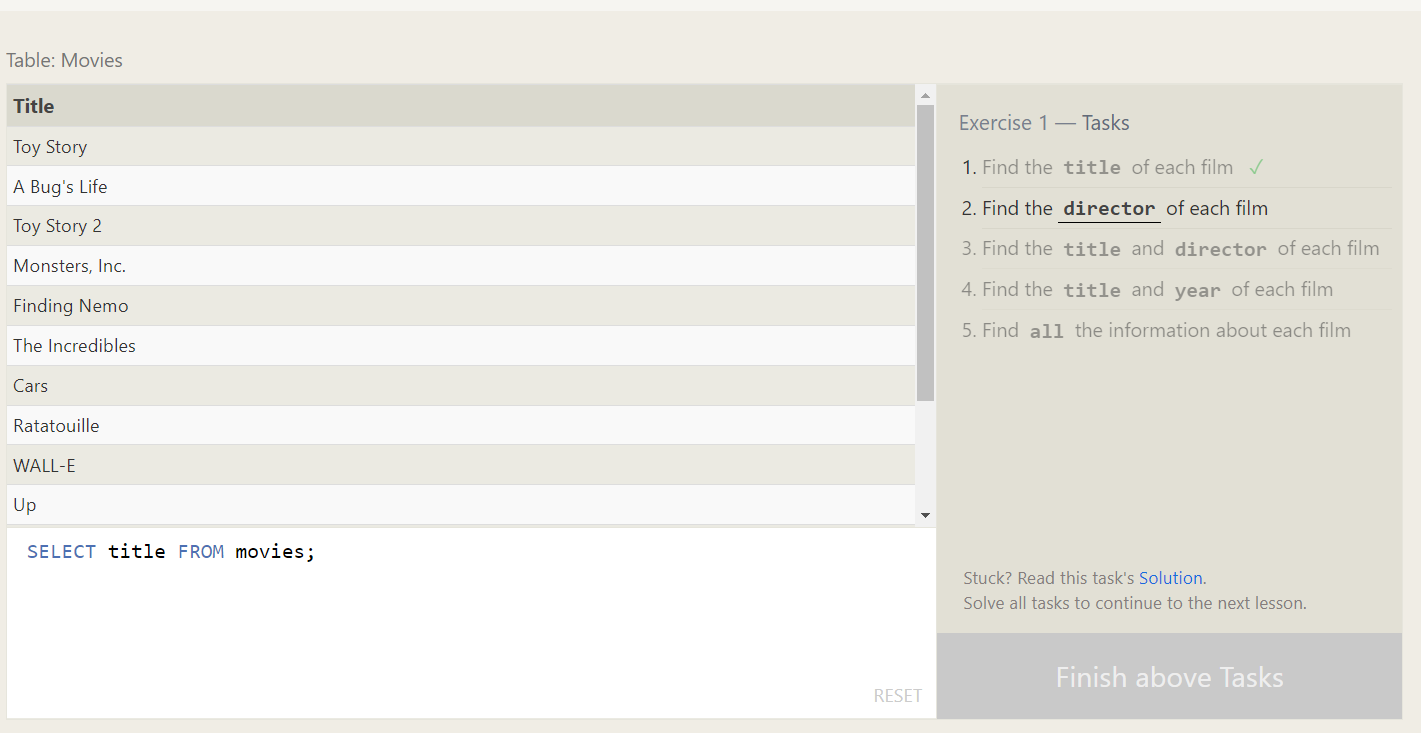 Table: Movies
Title
Toy Story
A Bug's Life
Toy Story 2
Monsters, Inc.
Finding Nemo
The Incredibles
Cars
Ratatouille
WALL-E
Up
SELECT title FROM movies;
RESET
Exercise 1 — Tasks
1. Find the title of each film ✓
2. Find the director of each film
3. Find the title and director of each film
4. Find the title and year of each film
5. Find all the information about each film
Stuck? Read this task's Solution.
Solve all tasks to continue to the next lesson.
Finish above Tasks